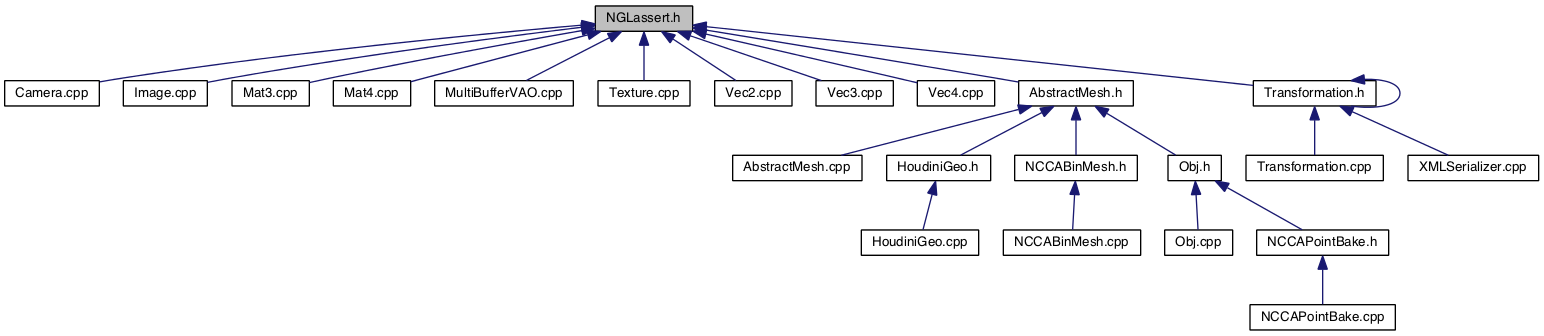 NGLassert.h
Camera.cpp
Image.cpp
Mat3.cpp
Mat4.cpp
MultiBufferVAO.cpp
Texture.cpp
Vec2.cpp
Vec3.cpp
Vec4.cpp
AbstractMesh.h
Transformation.h
AbstractMesh.cpp
HoudiniGeo.h
NCCABinMesh.h
Obj.h
Transformation.cpp
XMLSerializer.cpp
HoudiniGeo.cpp
NCCABinMesh.cpp
Obj.cpp
NCCAPointBake.h
NCCAPointBake.cpp